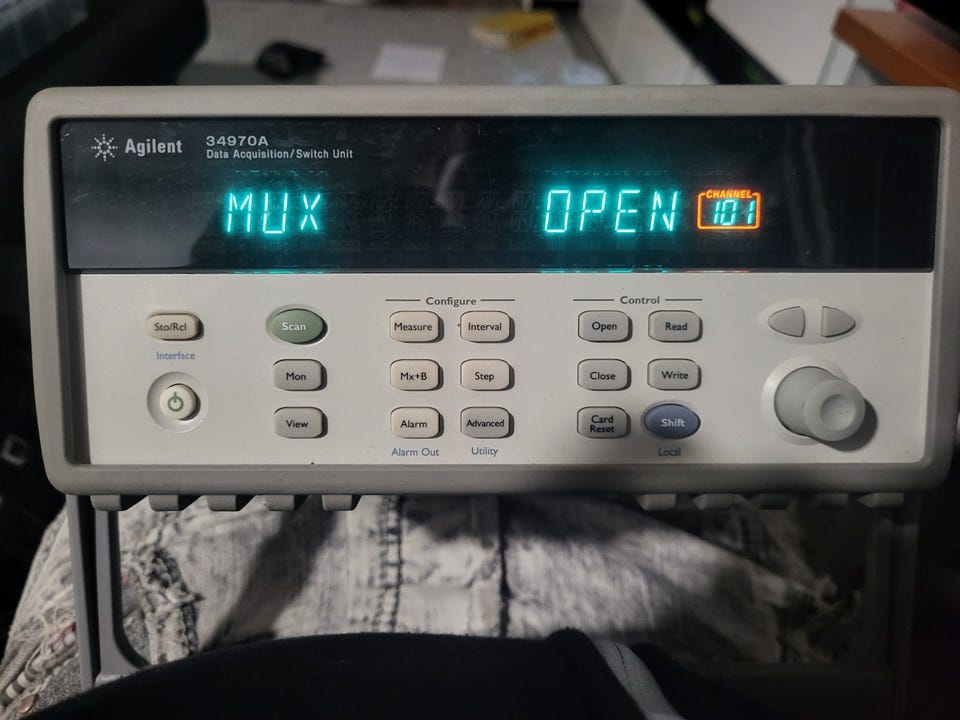 Agilent
34970A
Data Acquisition/Switch Unit
MUX OPEN CHANNEL 101
Configure Control
Sto/Rcl Scan Measure Interval Open Read
Interface
Mon Mx+B Step Close Write
View Alarm Advanced Card Reset Shift
Alarm Out Utility Local